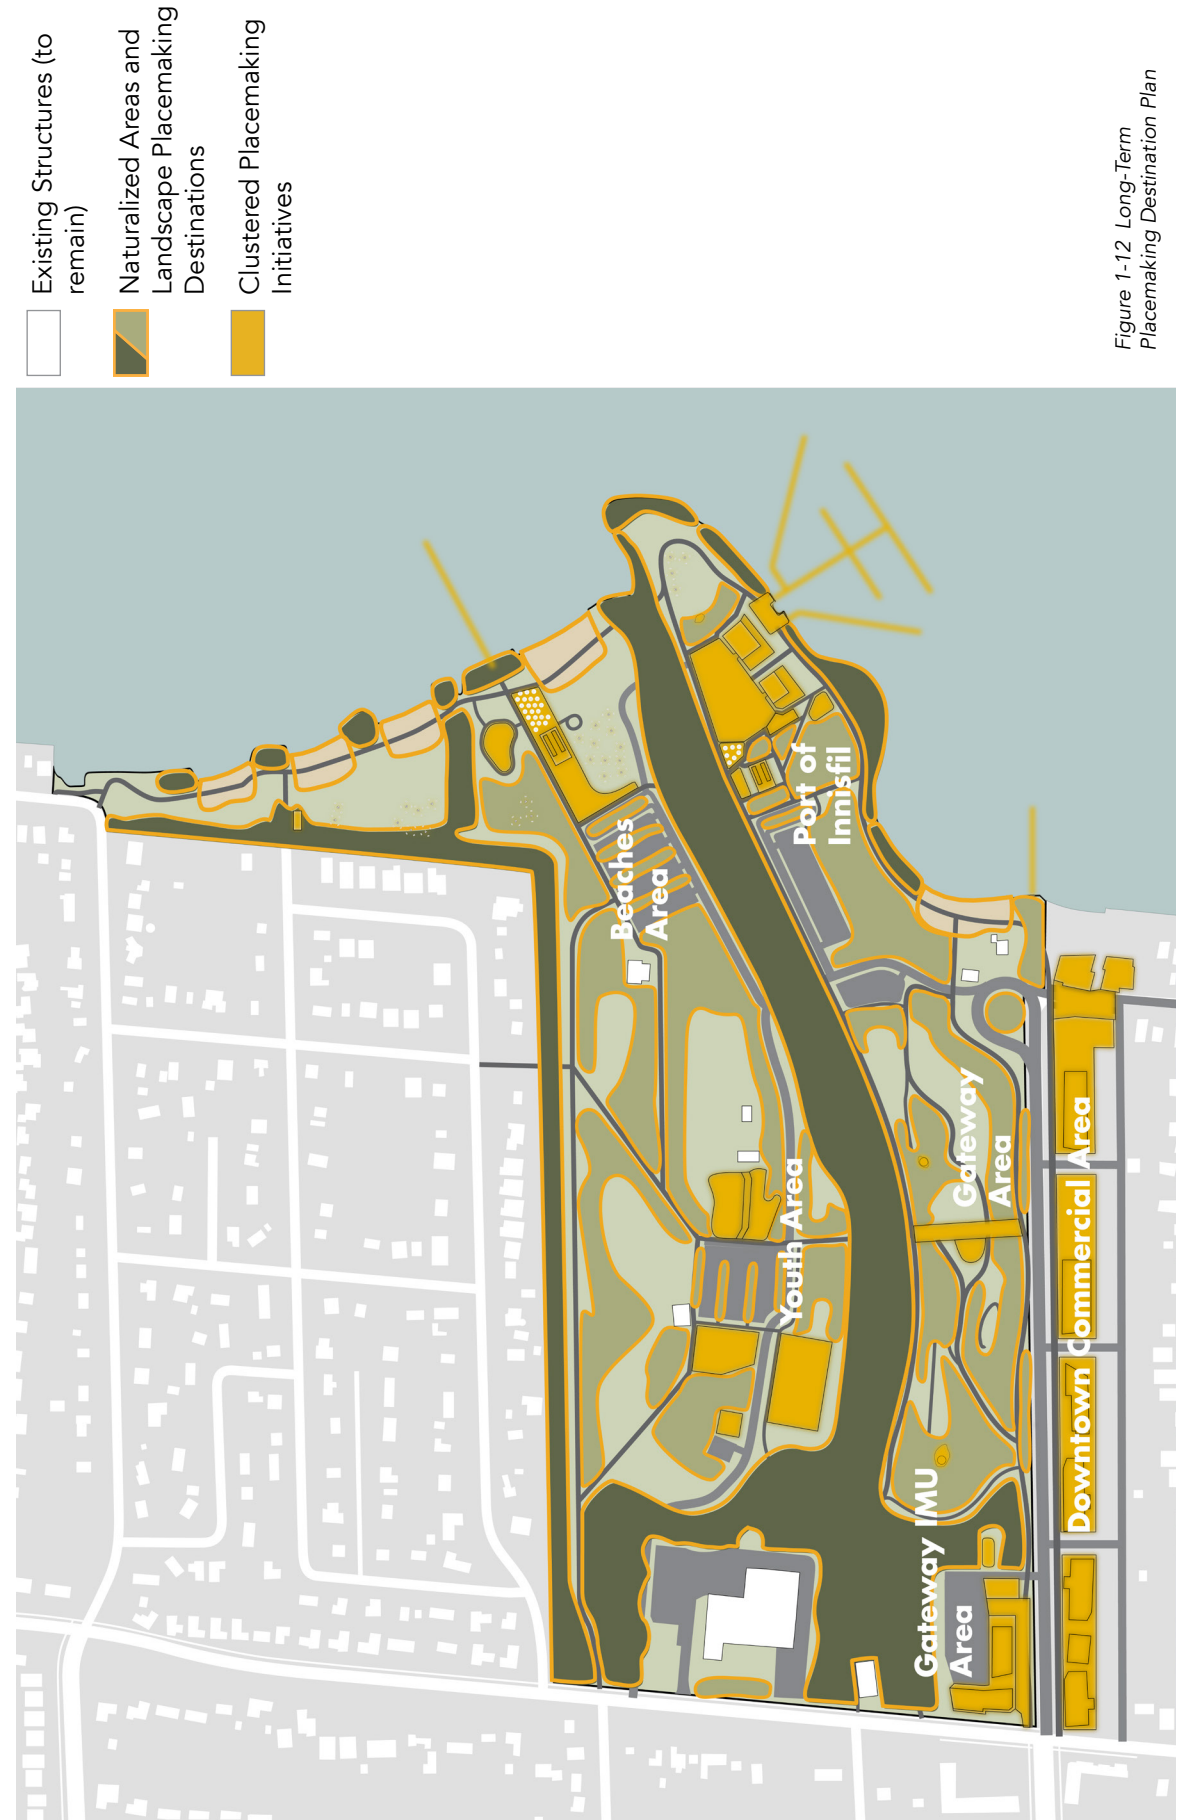 Existing Structures (to
remain)
Naturalized Areas and
Landscape Placemaking
Destinations
Clustered Placemaking
Initiatives
Beaches
Area
Port of
Innisfil
Youth Area
Gateway
Area
Gateway IMU
Area
Downtown Commercial Area
Figure 1-12 Long-Term
Placemaking Destination Plan